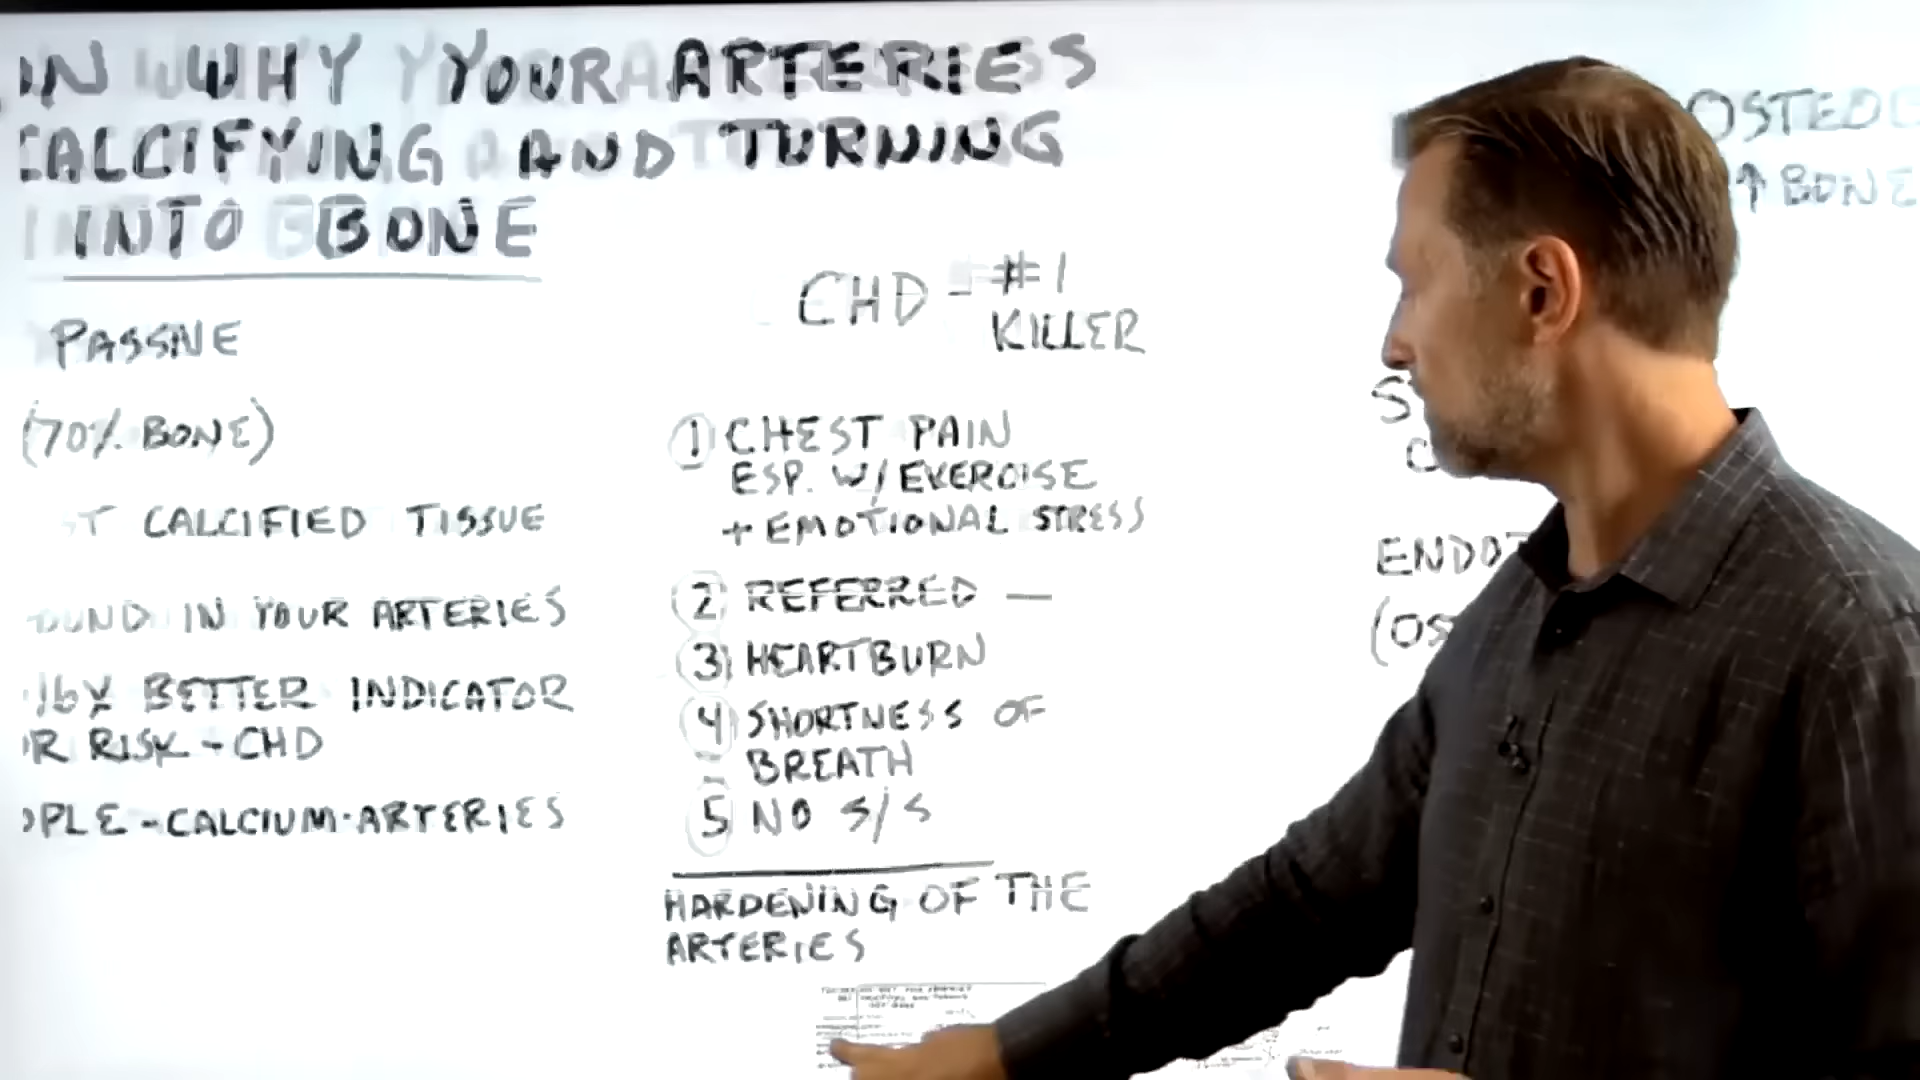 IN WHY YOUR ARTERIES
CALCIFYING AND TURNING
INTO BONE
PASSIVE
(70% BONE)
T CALCIFIED TISSUE
OUND IN YOUR ARTERIES
16X BETTER INDICATOR
OR RISK - CHD
OPLE - CALCIUM · ARTERIES
CHD - #1
KILLER
① CHEST PAIN
ESP. W/ EXERCISE
+ EMOTIONAL STRESS
② REFERRED —
③ HEARTBURN
④ SHORTNESS OF
BREATH
⑤ NO S/S
HARDENING OF THE
ARTERIES
OSTEO
↑ BONE
S
C
ENDOT
(OS